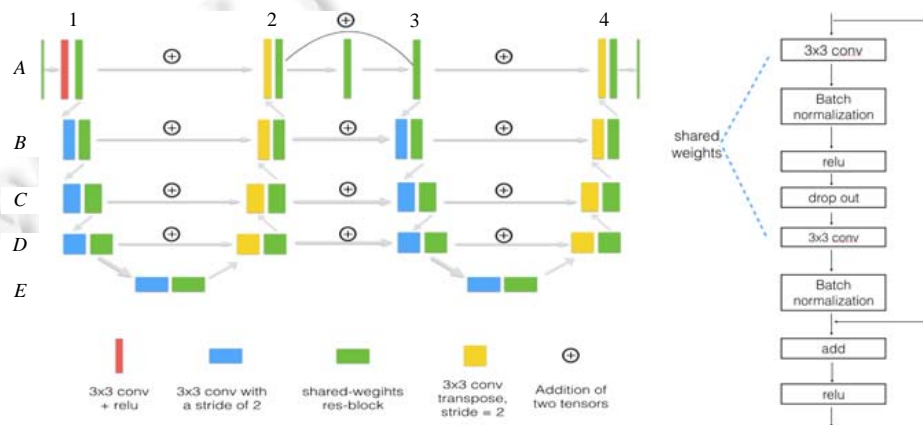 1 2 3 4
A
B
C
D
E
3x3 conv
+ relu
3x3 conv with
a stride of 2
shared-wegihts
res-block
3x3 conv
transpose,
stride = 2
Addition of
two tensors
shared
weights
3x3 conv
Batch
normalization
relu
drop out
3x3 conv
Batch
normalization
add
relu